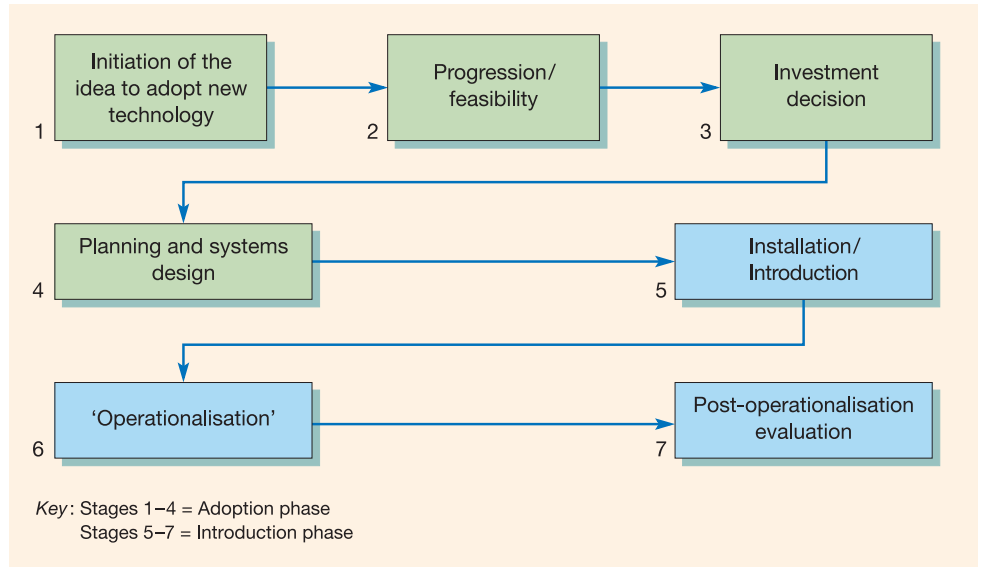 Initiation of the
idea to adopt new
technology
1
Progression/
feasibility
2
Investment
decision
3
Planning and systems
design
4
Installation/
Introduction
5
‘Operationalisation’
6
Post-operationalisation
evaluation
7
Key: Stages 1–4 = Adoption phase
Stages 5–7 = Introduction phase